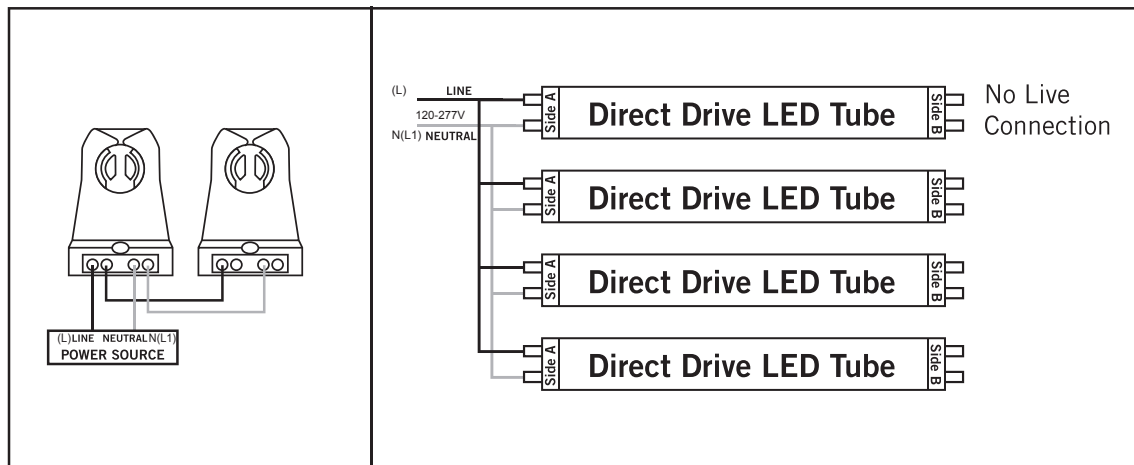 (L) LINE NEUTRAL N(L1)
POWER SOURCE
(L) LINE
120-277V
N(L1) NEUTRAL
Side A Direct Drive LED Tube Side B
No Live
Connection
Side A Direct Drive LED Tube Side B
Side A Direct Drive LED Tube Side B
Side A Direct Drive LED Tube Side B